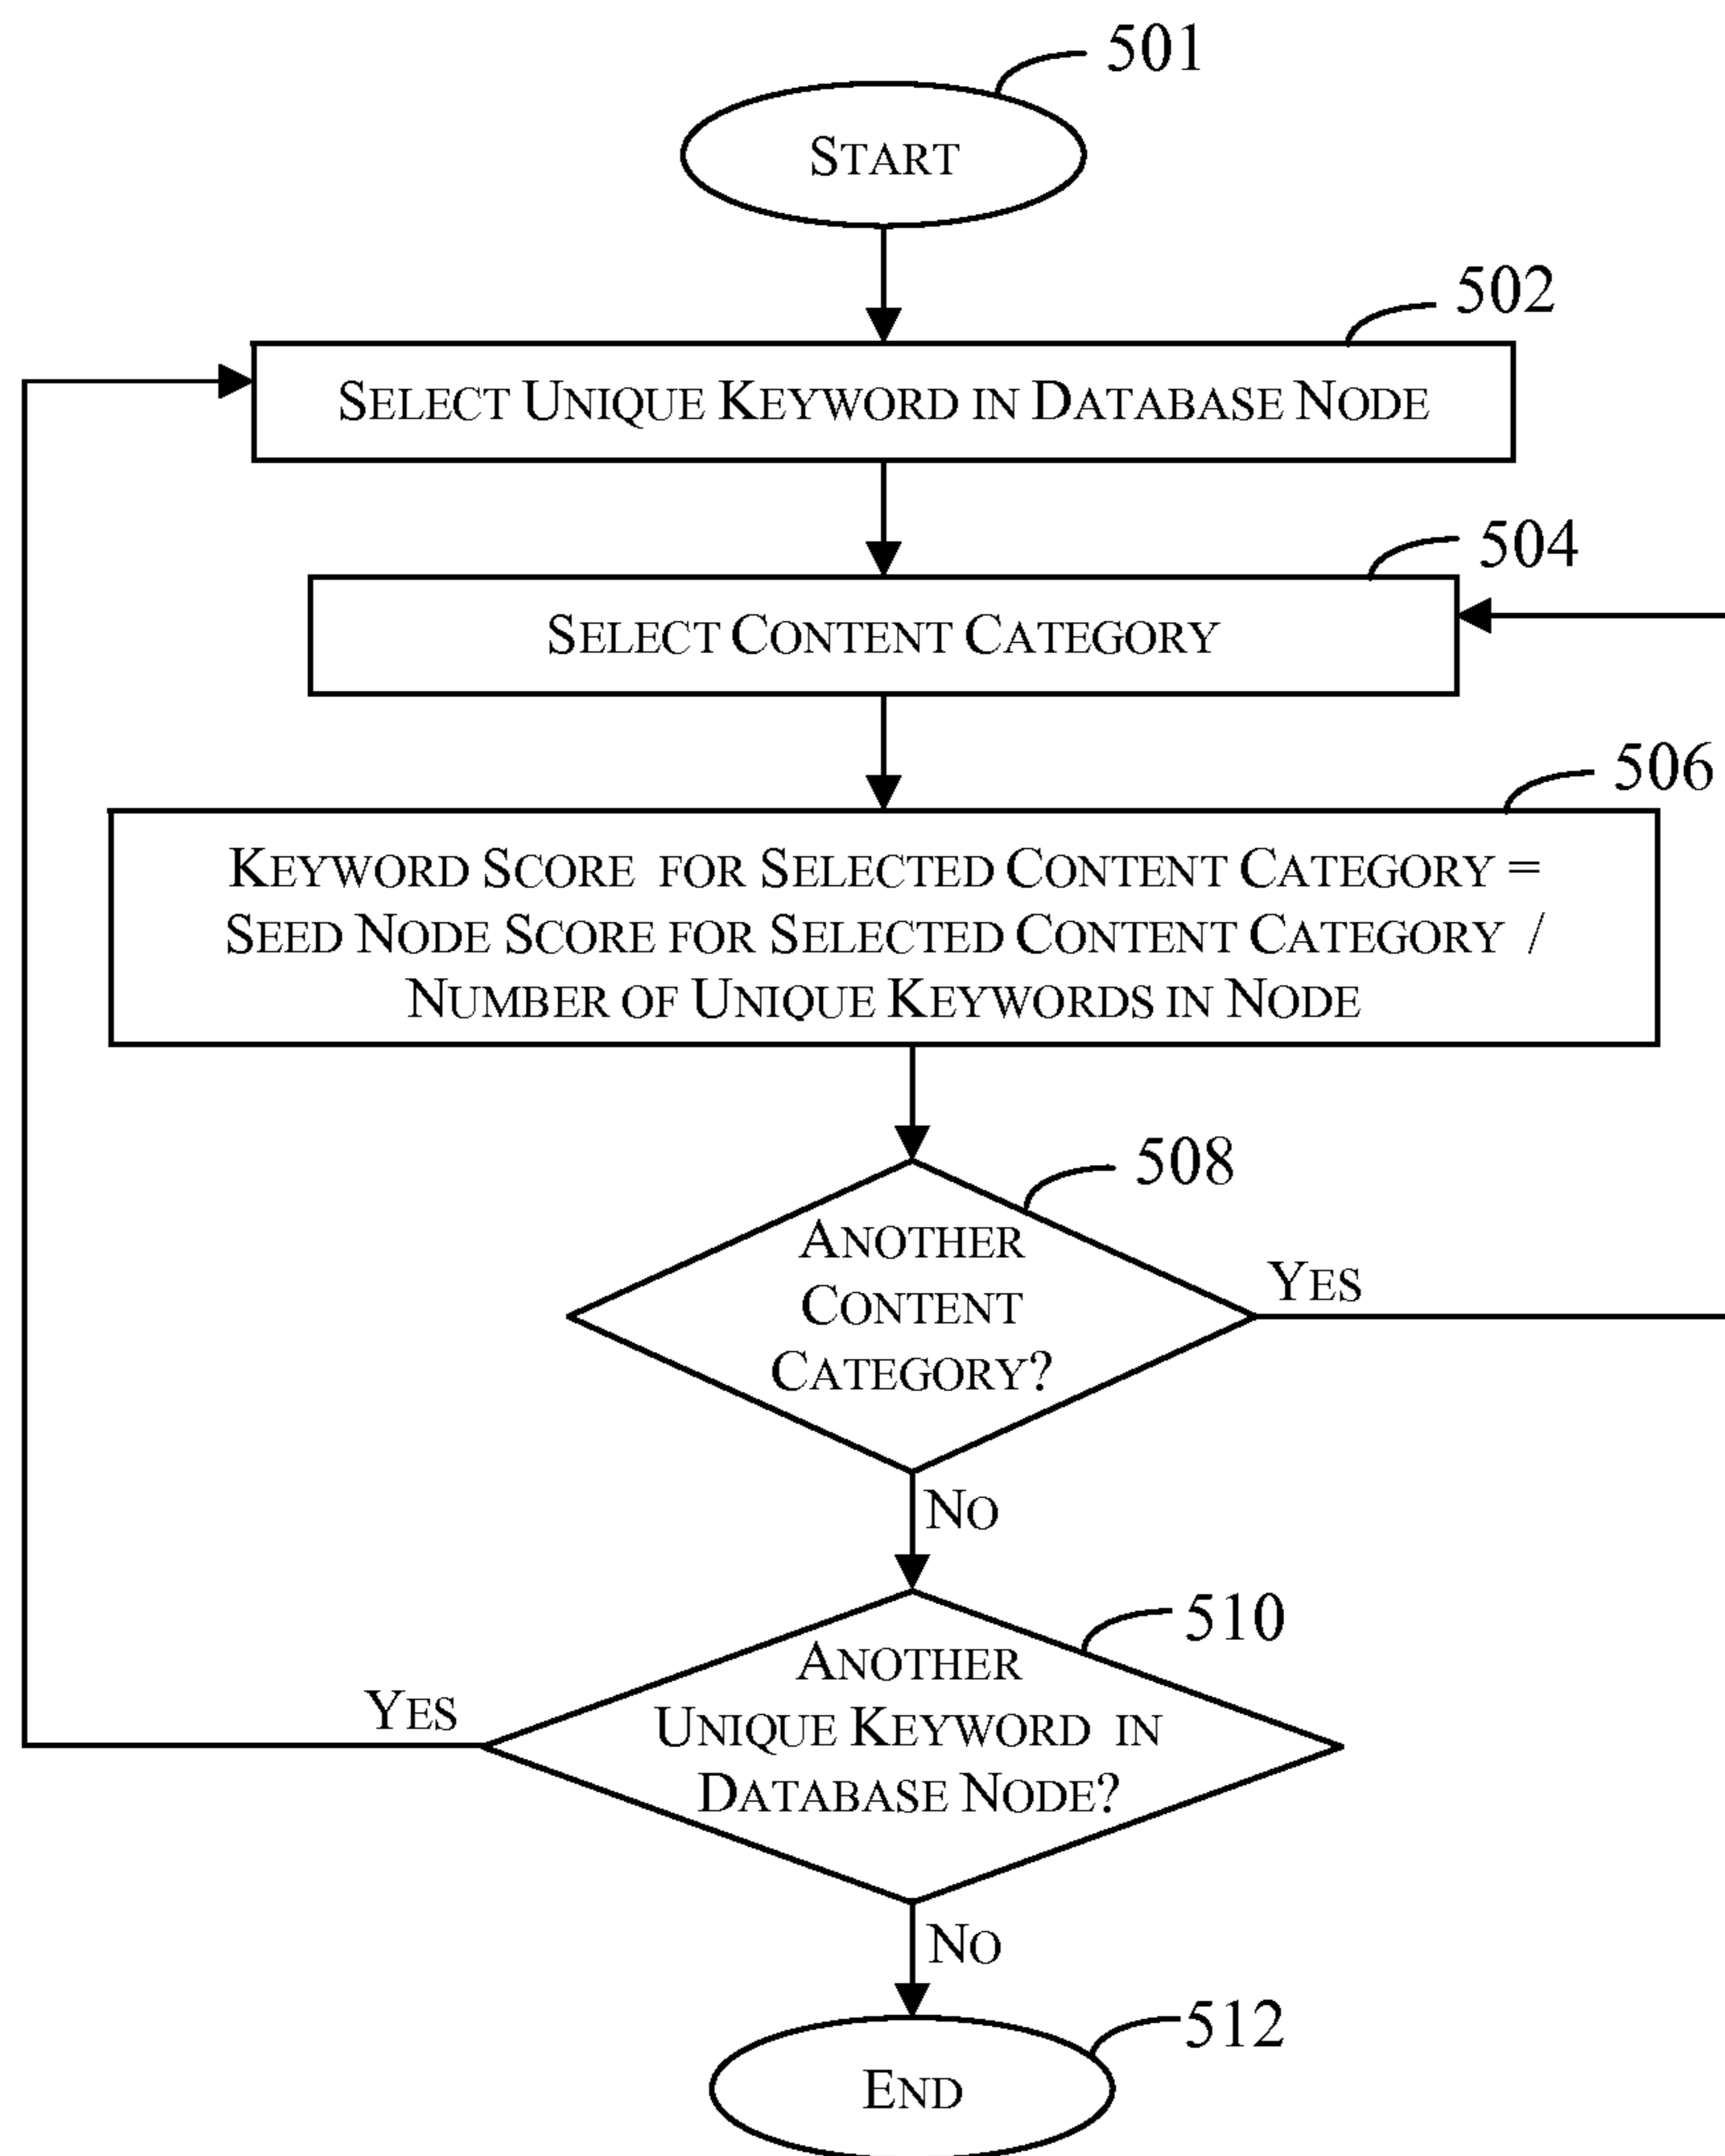 501
START
502
SELECT UNIQUE KEYWORD IN DATABASE NODE
504
SELECT CONTENT CATEGORY
506
KEYWORD SCORE FOR SELECTED CONTENT CATEGORY =
SEED NODE SCORE FOR SELECTED CONTENT CATEGORY /
NUMBER OF UNIQUE KEYWORDS IN NODE
508
ANOTHER
CONTENT
CATEGORY?
YES
NO
510
ANOTHER
UNIQUE KEYWORD IN
DATABASE NODE?
YES
NO
512
END